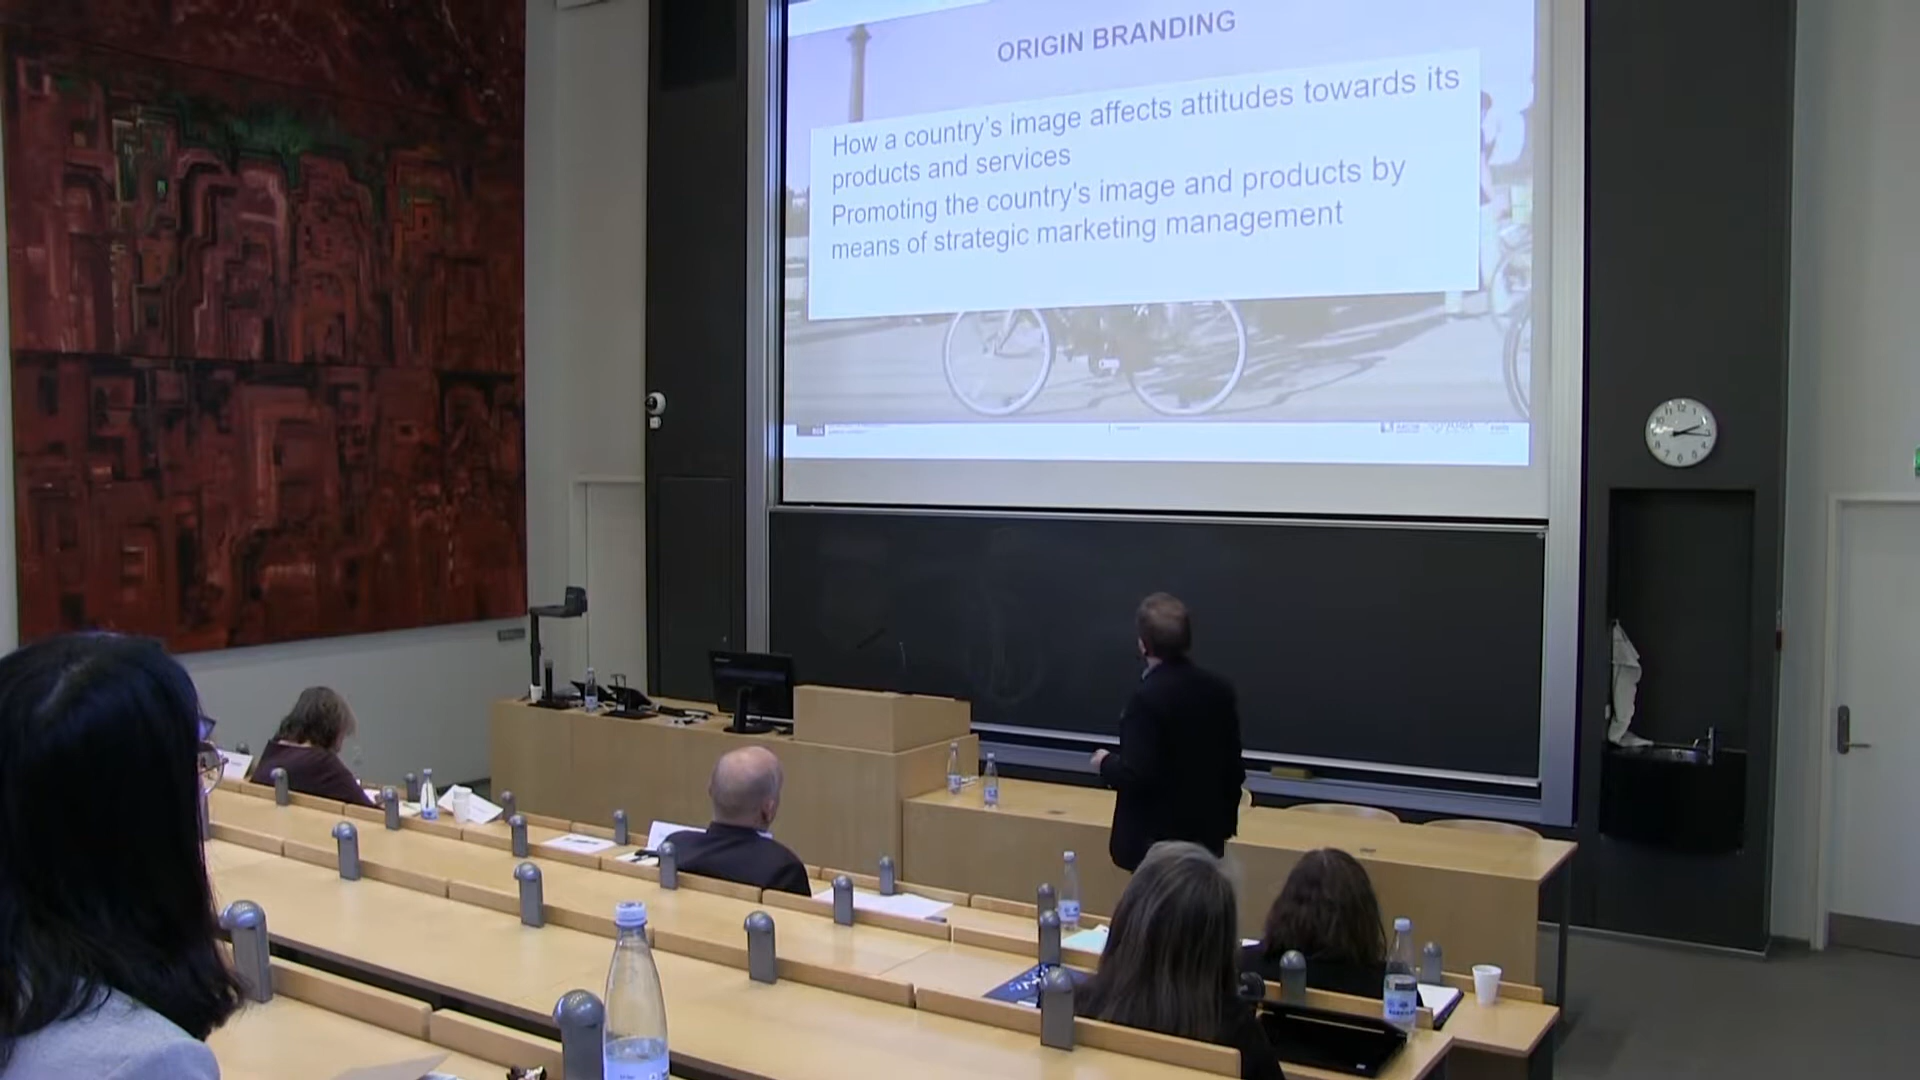 ORIGIN BRANDING
How a country's image affects attitudes towards its
products and services
Promoting the country's image and products by
means of strategic marketing management